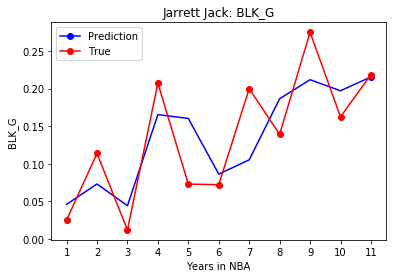 Jarrett Jack: BLK_G
Prediction
True
BLK_G
0.25
0.20
0.15
0.10
0.05
0.00
1 2 3 4 5 6 7 8 9 10 11
Years in NBA